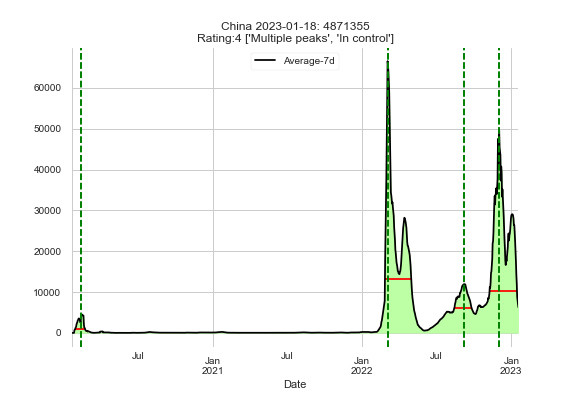 China 2023-01-18: 4871355
Rating:4 ['Multiple peaks', 'In control']
Average-7d
60000
50000
40000
30000
20000
10000
0
Jul
Jan
2021
Jul
Jan
2022
Jul
Jan
2023
Date